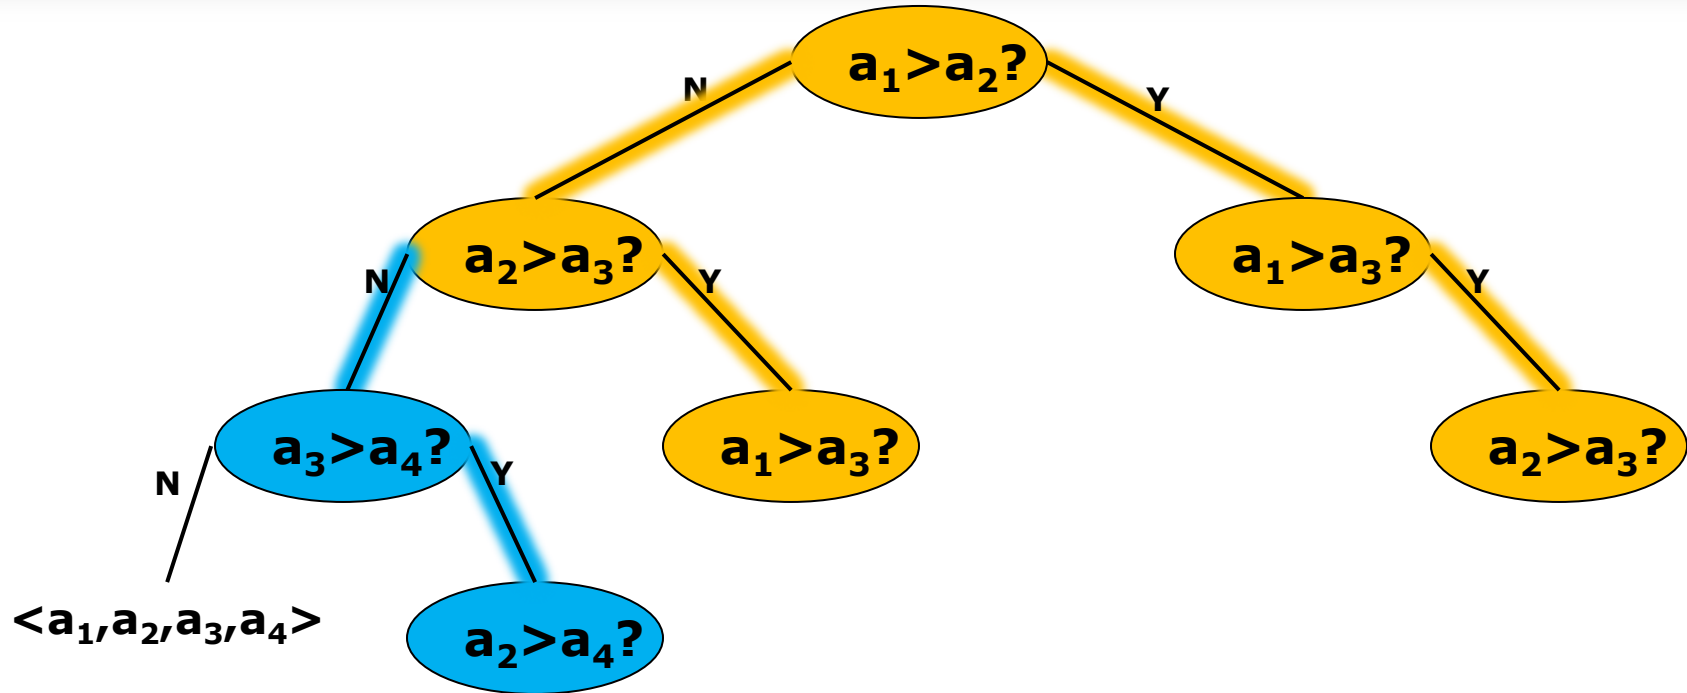 a₁>a₂?
N
Y
a₂>a₃?
a₁>a₃?
N
Y
Y
a₃>a₄?
a₁>a₃?
a₂>a₃?
N
Y
<a₁,a₂,a₃,a₄>
a₂>a₄?